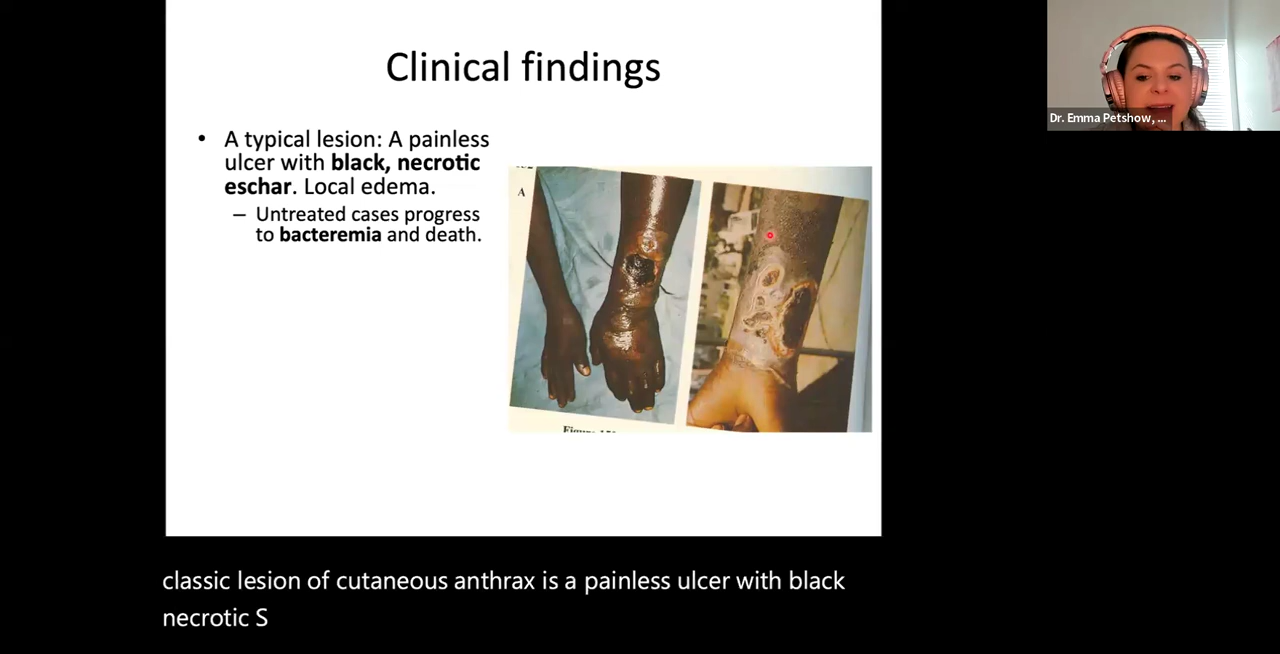 Clinical findings
• A typical lesion: A painless
ulcer with black, necrotic
eschar. Local edema.
– Untreated cases progress
to bacteremia and death.
A
Dr. Emma Petshow, ...
classic lesion of cutaneous anthrax is a painless ulcer with black
necrotic S